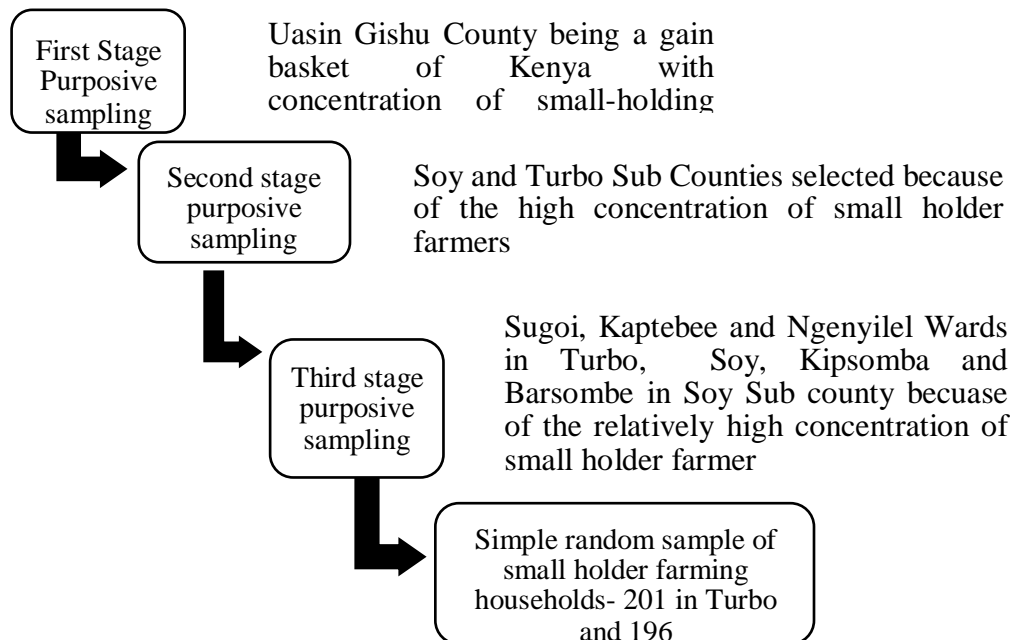 First Stage
Purposive
sampling
Uasin Gishu County being a gain
basket of Kenya with
concentration of small-holding
Second stage
purposive
sampling
Soy and Turbo Sub Counties selected because
of the high concentration of small holder
farmers
Third stage
purposive
sampling
Sugoi, Kaptebee and Ngenyilel Wards
in Turbo, Soy, Kipsomba and
Barsombe in Soy Sub county becuase
of the relatively high concentration of
small holder farmer
Simple random sample of
small holder farming
households- 201 in Turbo
and 196